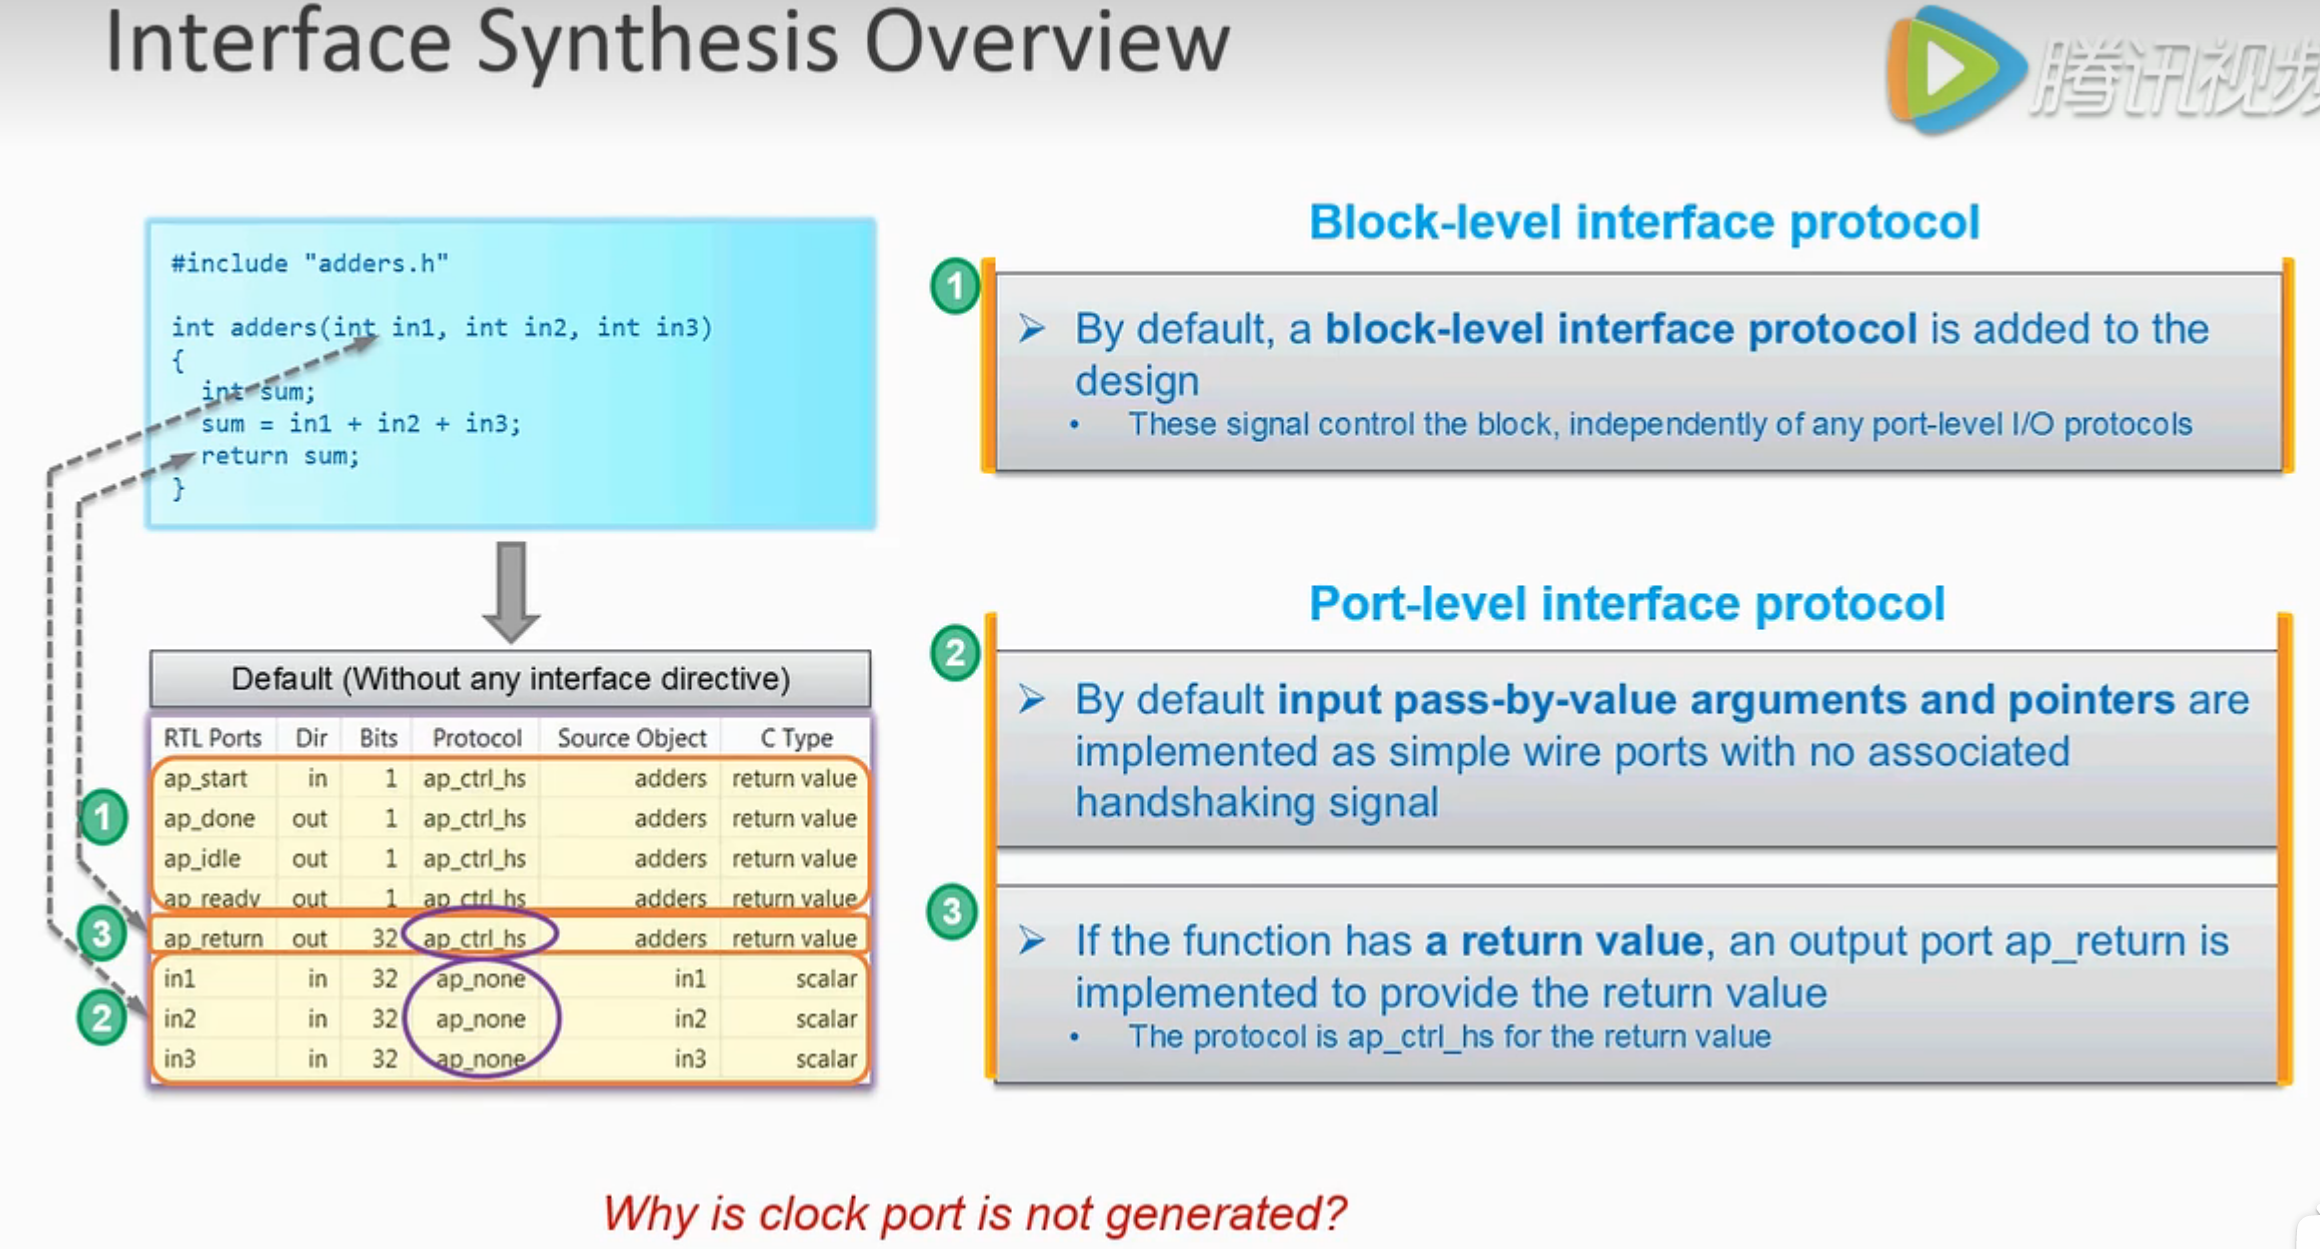 Interface Synthesis Overview
腾讯视频
#include "adders.h"
int adders(int in1, int in2, int in3)
{
int sum;
sum = in1 + in2 + in3;
return sum;
}
Default (Without any interface directive)
RTL Ports Dir Bits Protocol Source Object C Type
ap_start in 1 ap_ctrl_hs adders return value
1 ap_done out 1 ap_ctrl_hs adders return value
ap_idle out 1 ap_ctrl_hs adders return value
ap_ready out 1 ap_ctrl_hs adders return value
3 ap_return out 32 ap_ctrl_hs adders return value
in1 in 32 ap_none in1 scalar
2 in2 in 32 ap_none in2 scalar
in3 in 32 ap_none in3 scalar
Block-level interface protocol
1
➢ By default, a block-level interface protocol is added to the
design
• These signal control the block, independently of any port-level I/O protocols
Port-level interface protocol
2
➢ By default input pass-by-value arguments and pointers are
implemented as simple wire ports with no associated
handshaking signal
3
➢ If the function has a return value, an output port ap_return is
implemented to provide the return value
• The protocol is ap_ctrl_hs for the return value
Why is clock port is not generated?